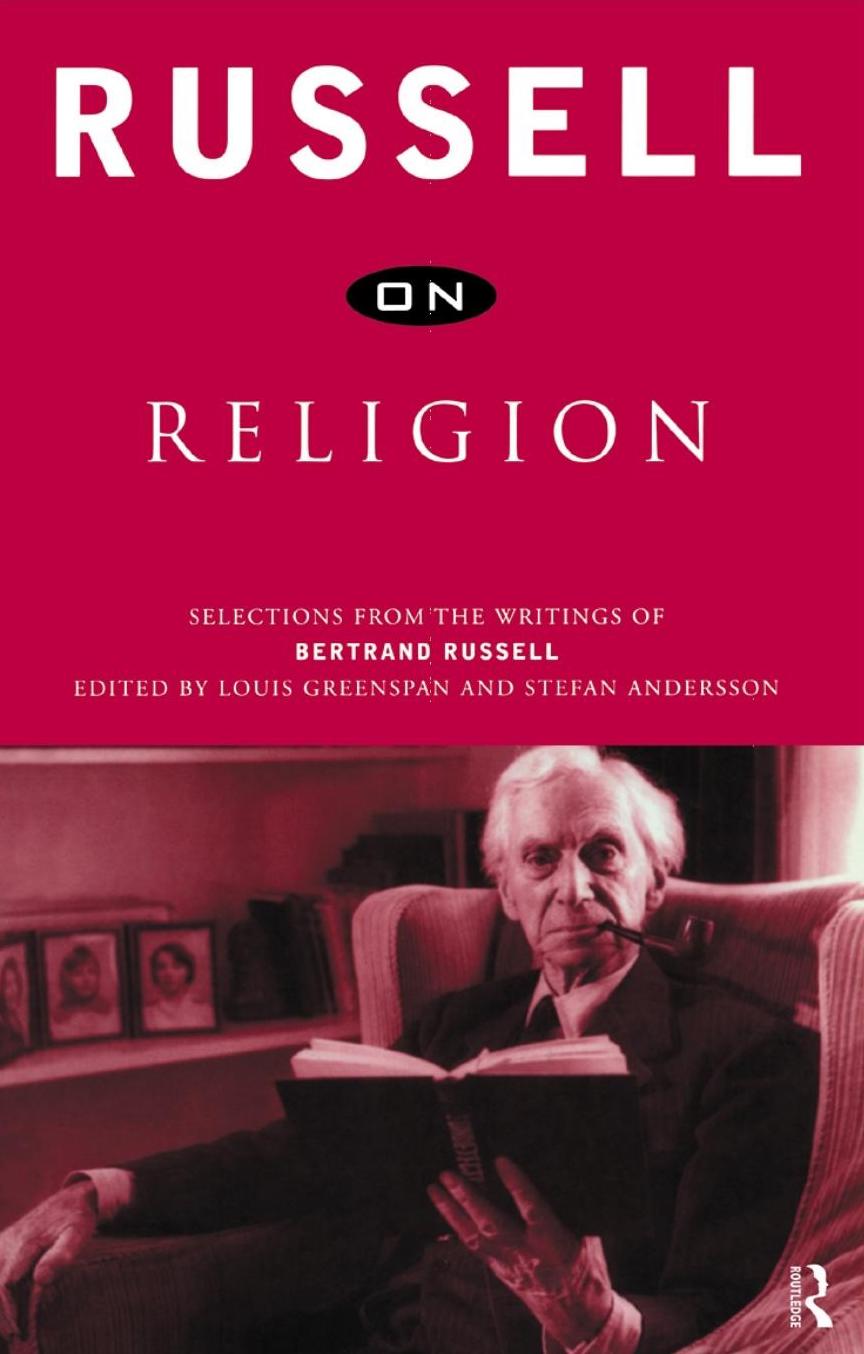 RUSSELL
ON
RELIGION
SELECTIONS FROM THE WRITINGS OF
BERTRAND RUSSELL
EDITED BY LOUIS GREENSPAN AND STEFAN ANDERSSON
ROUTLEDGE